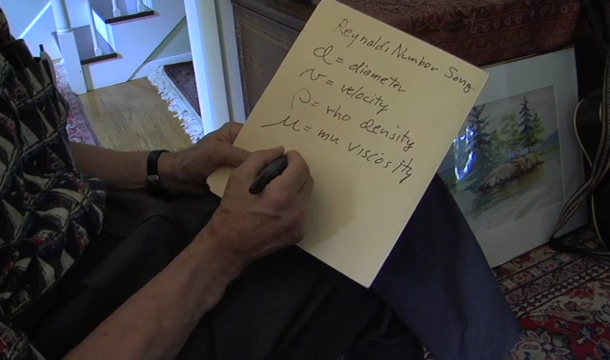 Reynolds Number Song
d = diameter
v = velocity
ρ = rho density
μ = mu viscosity